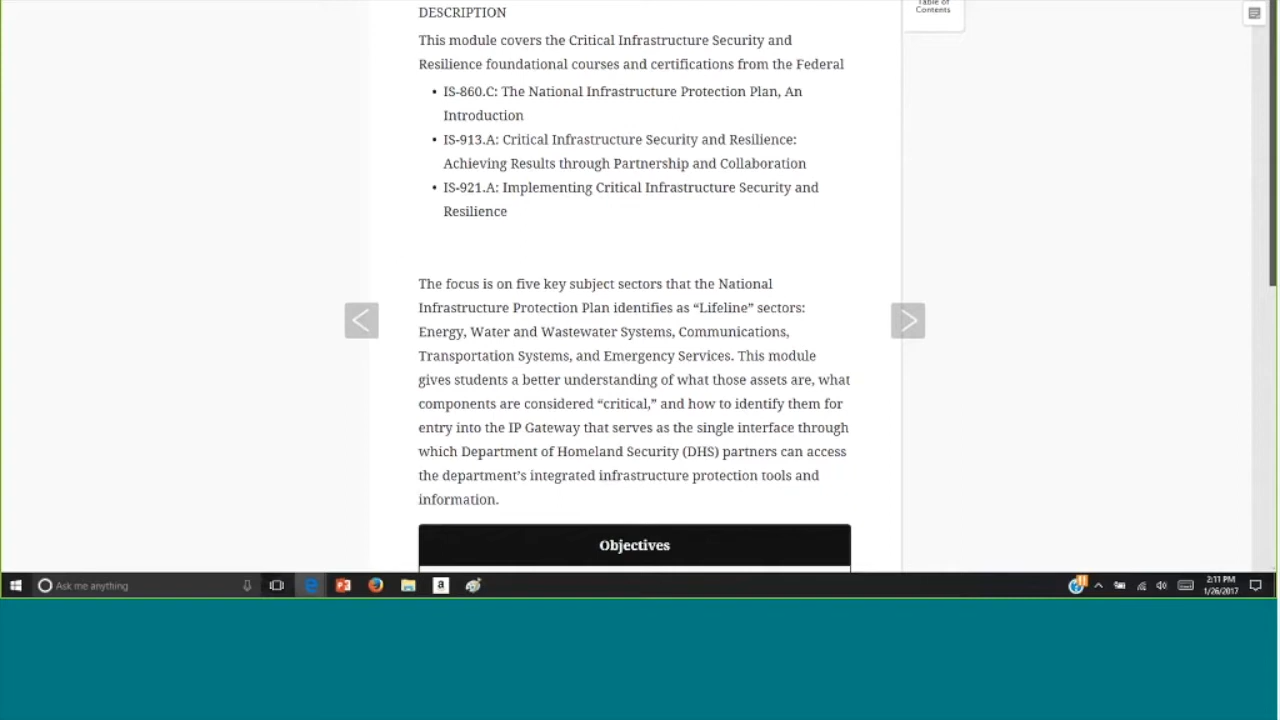 Table of
Contents
DESCRIPTION
This module covers the Critical Infrastructure Security and
Resilience foundational courses and certifications from the Federal
• IS-860.C: The National Infrastructure Protection Plan, An
Introduction
• IS-913.A: Critical Infrastructure Security and Resilience:
Achieving Results through Partnership and Collaboration
• IS-921.A: Implementing Critical Infrastructure Security and
Resilience
The focus is on five key subject sectors that the National
Infrastructure Protection Plan identifies as “Lifeline” sectors:
Energy, Water and Wastewater Systems, Communications,
Transportation Systems, and Emergency Services. This module
gives students a better understanding of what those assets are, what
components are considered “critical,” and how to identify them for
entry into the IP Gateway that serves as the single interface through
which Department of Homeland Security (DHS) partners can access
the department’s integrated infrastructure protection tools and
information.
Objectives
Ask me anything
a
2:11 PM
1/26/2017